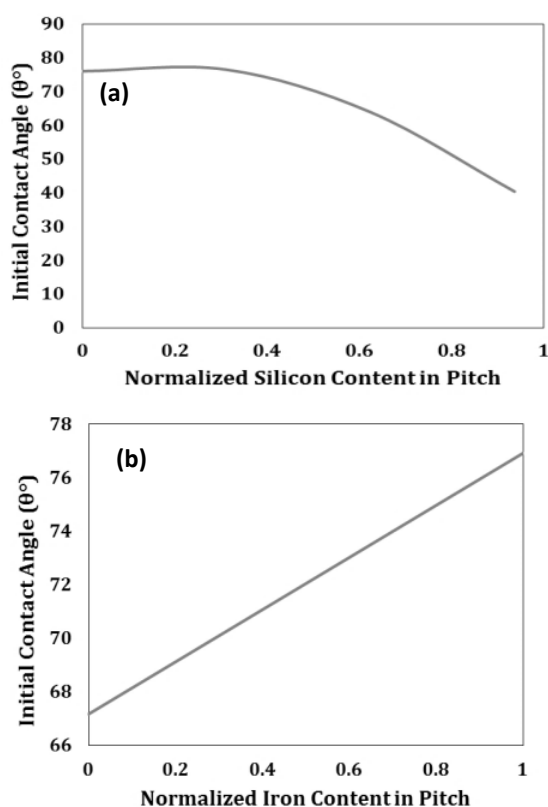 90
80
70
60
50
40
30
20
10
0
Initial Contact Angle (θ°)
(a)
0 0.2 0.4 0.6 0.8 1
Normalized Silicon Content in Pitch
78
76
74
72
70
68
66
Initial Contact Angle (θ°)
(b)
0 0.2 0.4 0.6 0.8 1
Normalized Iron Content in Pitch